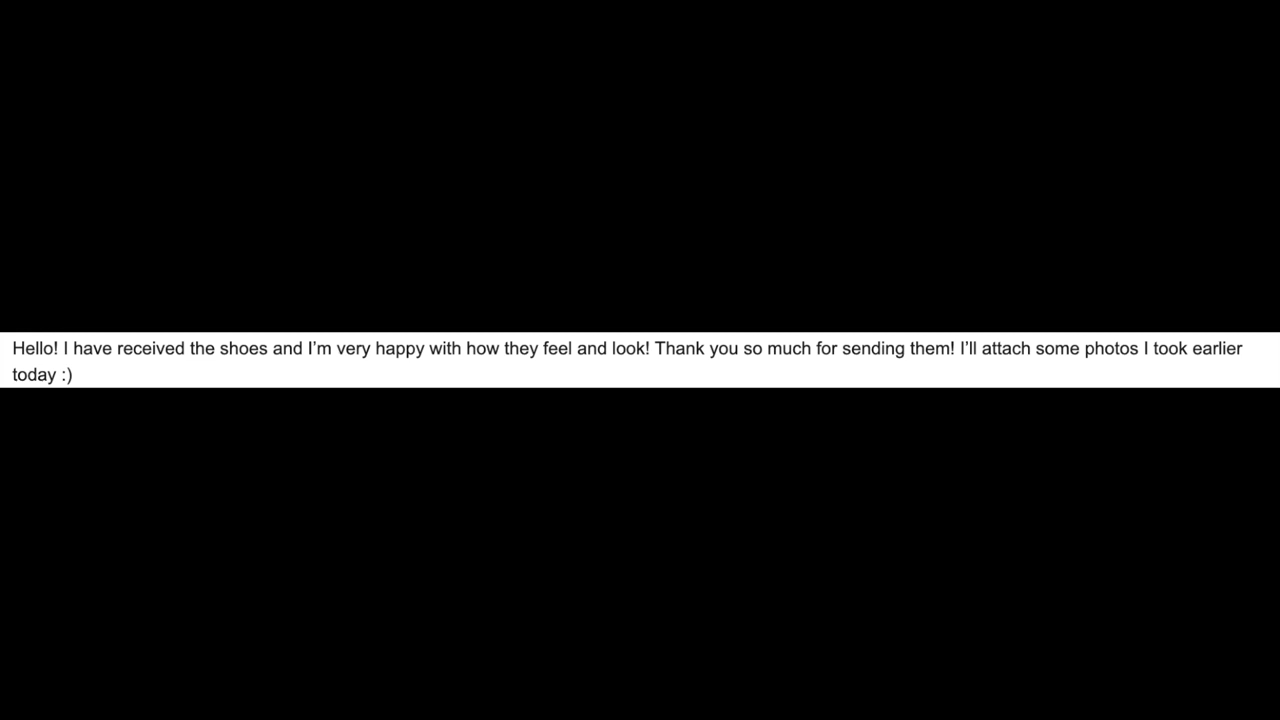 Hello! I have received the shoes and I’m very happy with how they feel and look! Thank you so much for sending them! I’ll attach some photos I took earlier
today :)